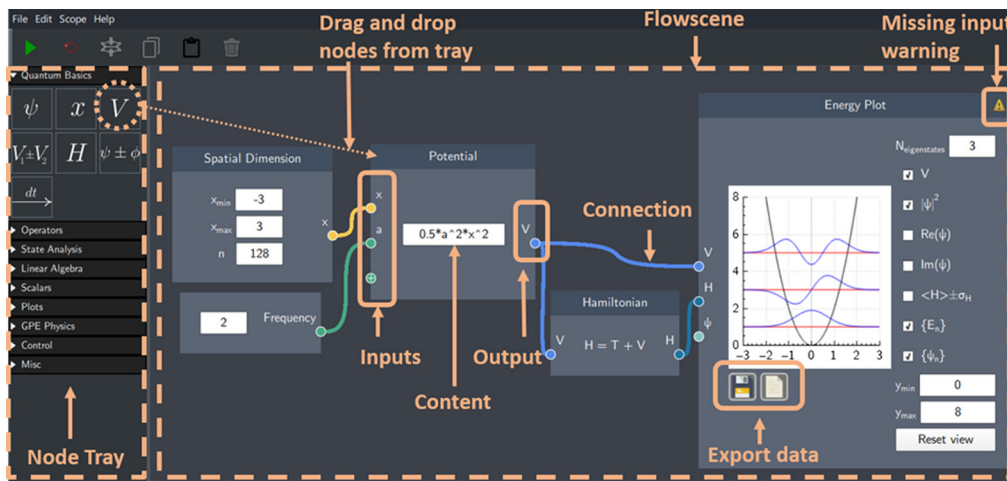 File Edit Scope Help
Drag and drop
nodes from tray
Flowscene
Missing input
warning
Quantum Basics
ψ x V
V₁±V₂ H ψ±ϕ
dt
Operators
State Analysis
Linear Algebra
Scalars
Plots
GPE Physics
Control
Misc
Node Tray
Spatial Dimension
x_min -3
x_max 3
n 128
x
2 Frequency
Potential
x
a
0.5*a^2*x^2
V
Inputs
Output
Content
Connection
Hamiltonian
V H = T + V H
Energy Plot
N_eigenstates 3
V
|ψ|²
Re(ψ)
Im(ψ)
<H>±σ_H
{E_n}
{ψ_n}
y_min 0
y_max 8
Reset view
V
H
ψ
8
6
4
2
0
−3 −2 −1 0 1 2 3
Export data